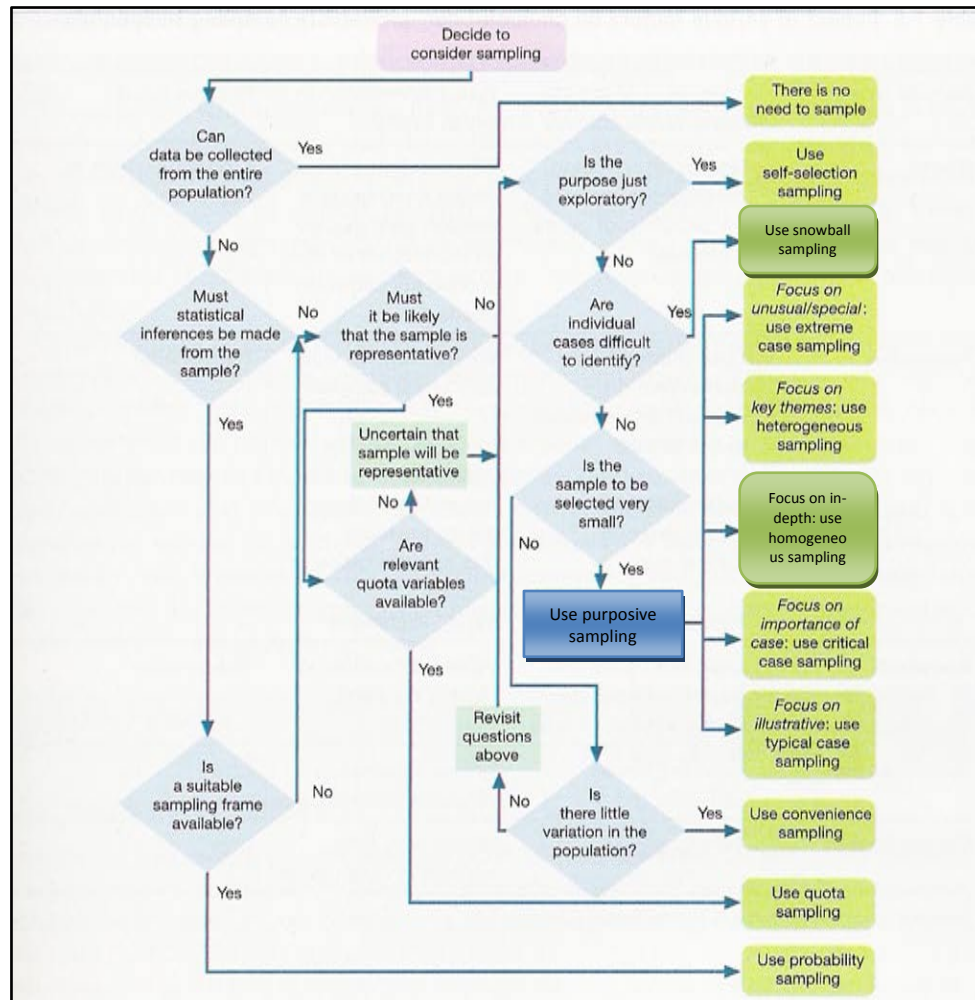 Decide to
consider sampling
Can
data be collected
from the entire
population?
Yes
There is no
need to sample
No
Is the
purpose just
exploratory?
Yes
Use
self-selection
sampling
No
Must
statistical
inferences be made
from the
sample?
No
Must
it be likely
that the sample is
representative?
No
Are
individual
cases difficult
to identify?
Yes
Use snowball
sampling
Focus on
unusual/special:
use extreme
case sampling
Yes
Yes
No
Uncertain that
sample will be
representative
Focus on
key themes: use
heterogeneous
sampling
Is the
sample to be
selected very
small?
No
No
Yes
Focus on in-
depth: use
homogeneo
us sampling
Are
relevant
quota variables
available?
Yes
Use purposive
sampling
Focus on
importance of
case: use critical
case sampling
Focus on
illustrative: use
typical case
sampling
Revisit
questions
above
Is
a suitable
sampling frame
available?
No
No
Is
there little
variation in the
population?
Yes
Use convenience
sampling
Yes
Use quota
sampling
Use probability
sampling